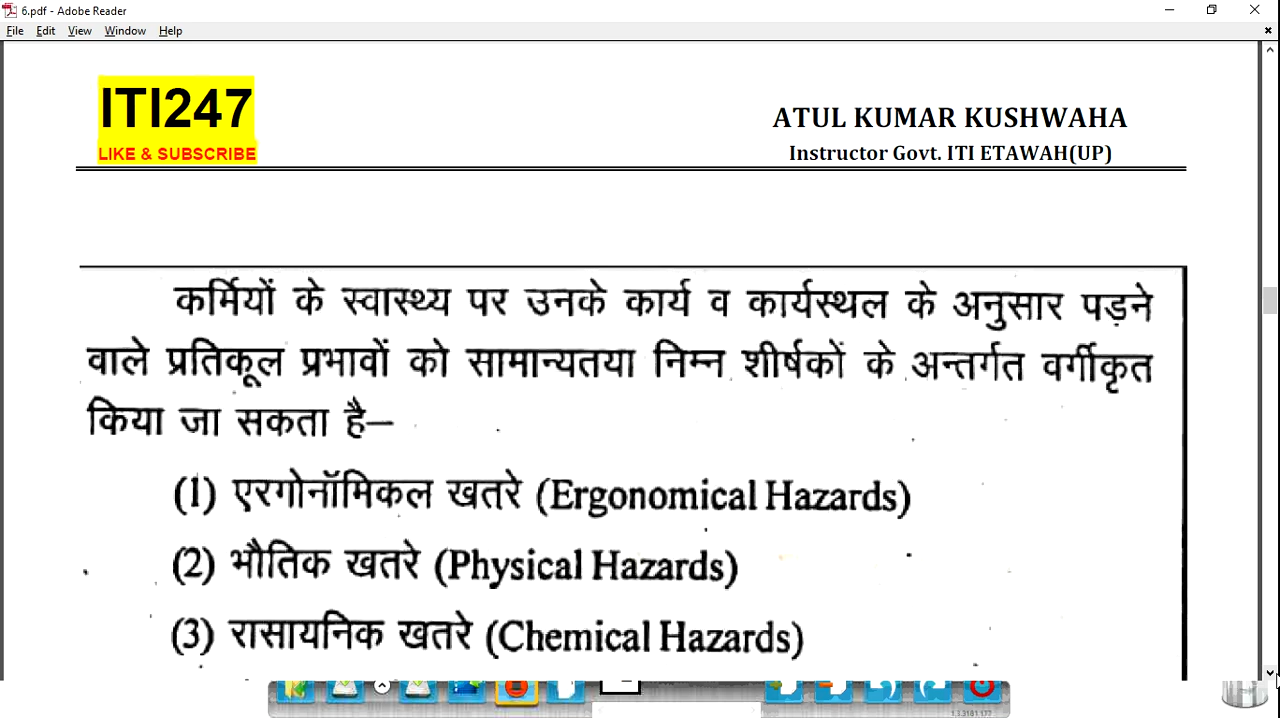 6.pdf - Adobe Reader
File Edit View Window Help
ITI247
LIKE & SUBSCRIBE
ATUL KUMAR KUSHWAHA
Instructor Govt. ITI ETAWAH(UP)
कर्मियों के स्वास्थ्य पर उनके कार्य व कार्यस्थल के अनुसार पड़ने
वाले प्रतिकूल प्रभावों को सामान्यतया निम्न शीर्षकों के अन्तर्गत वर्गीकृत
किया जा सकता है—
(1) एरगोनॉमिकल खतरे (Ergonomical Hazards)
(2) भौतिक खतरे (Physical Hazards)
(3) रासायनिक खतरे (Chemical Hazards)